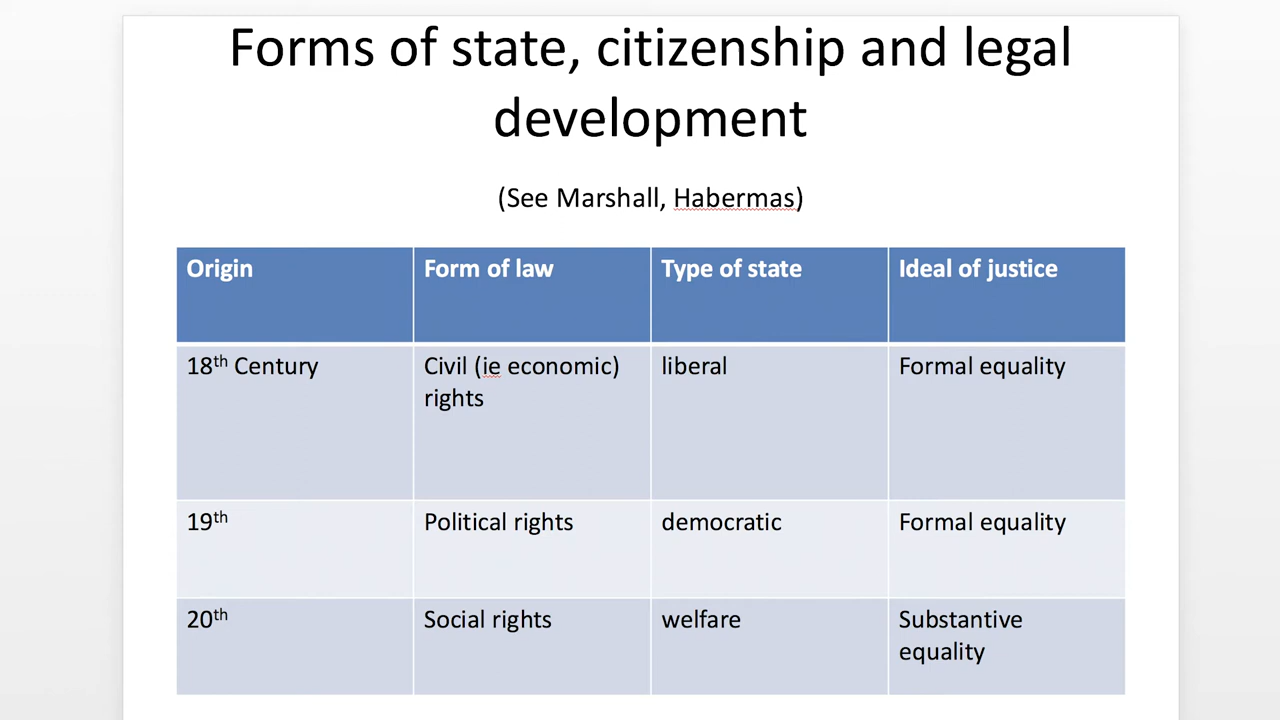 Forms of state, citizenship and legal
development
(See Marshall, Habermas)
Origin Form of law Type of state Ideal of justice
18th Century Civil (ie economic) liberal Formal equality
rights
19th Political rights democratic Formal equality
20th Social rights welfare Substantive
equality